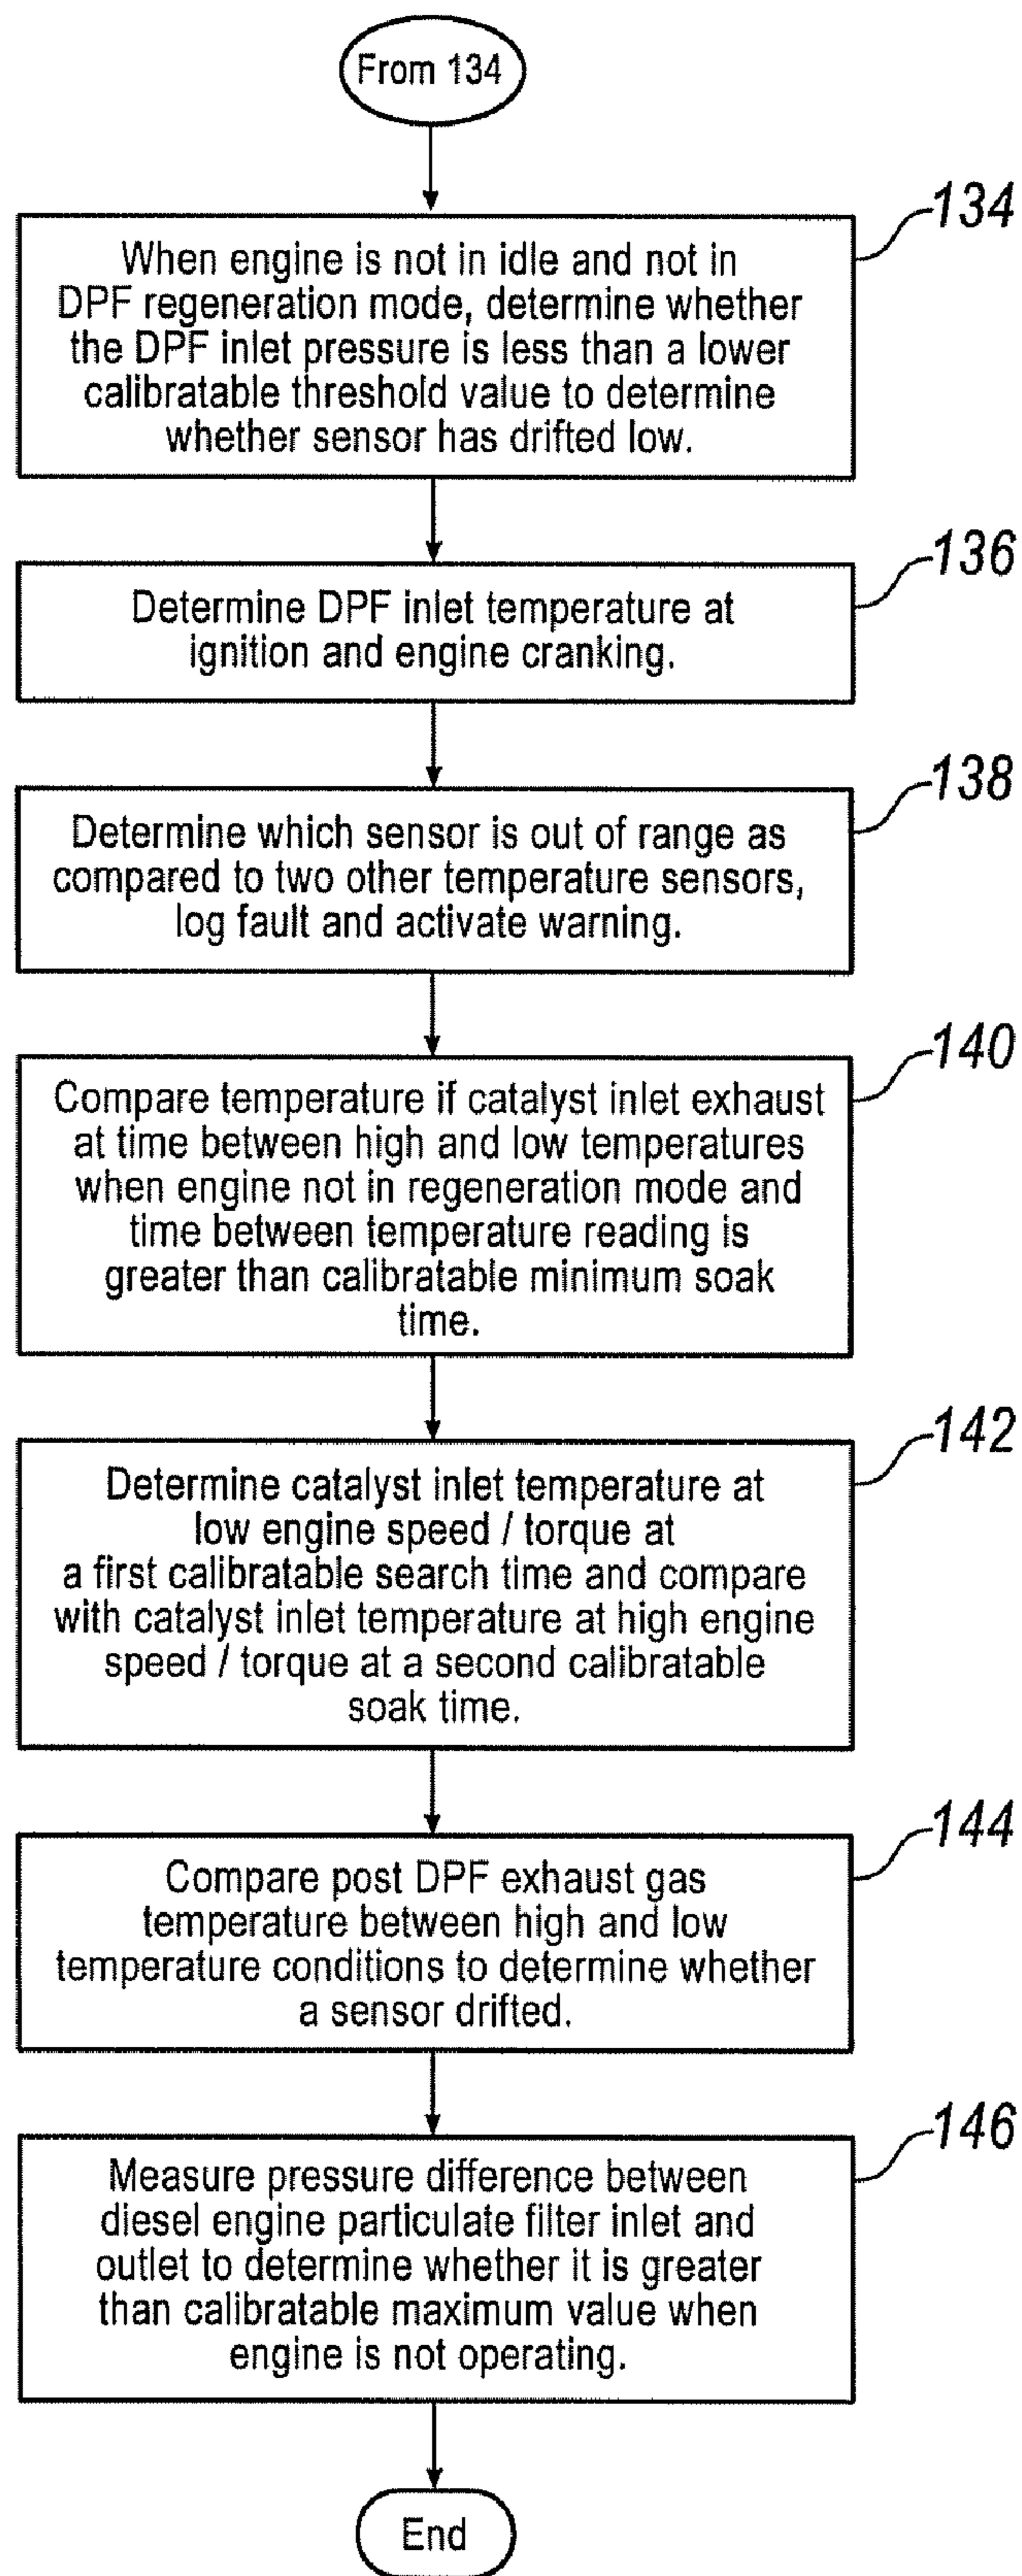 From 134
134
When engine is not in idle and not in
DPF regeneration mode, determine whether
the DPF inlet pressure is less than a lower
calibratable threshold value to determine
whether sensor has drifted low.
136
Determine DPF inlet temperature at
ignition and engine cranking.
138
Determine which sensor is out of range as
compared to two other temperature sensors,
log fault and activate warning.
140
Compare temperature if catalyst inlet exhaust
at time between high and low temperatures
when engine not in regeneration mode and
time between temperature reading is
greater than calibratable minimum soak
time.
142
Determine catalyst inlet temperature at
low engine speed / torque at
a first calibratable search time and compare
with catalyst inlet temperature at high engine
speed / torque at a second calibratable
soak time.
144
Compare post DPF exhaust gas
temperature between high and low
temperature conditions to determine whether
a sensor drifted.
146
Measure pressure difference between
diesel engine particulate filter inlet and
outlet to determine whether it is greater
than calibratable maximum value when
engine is not operating.
End